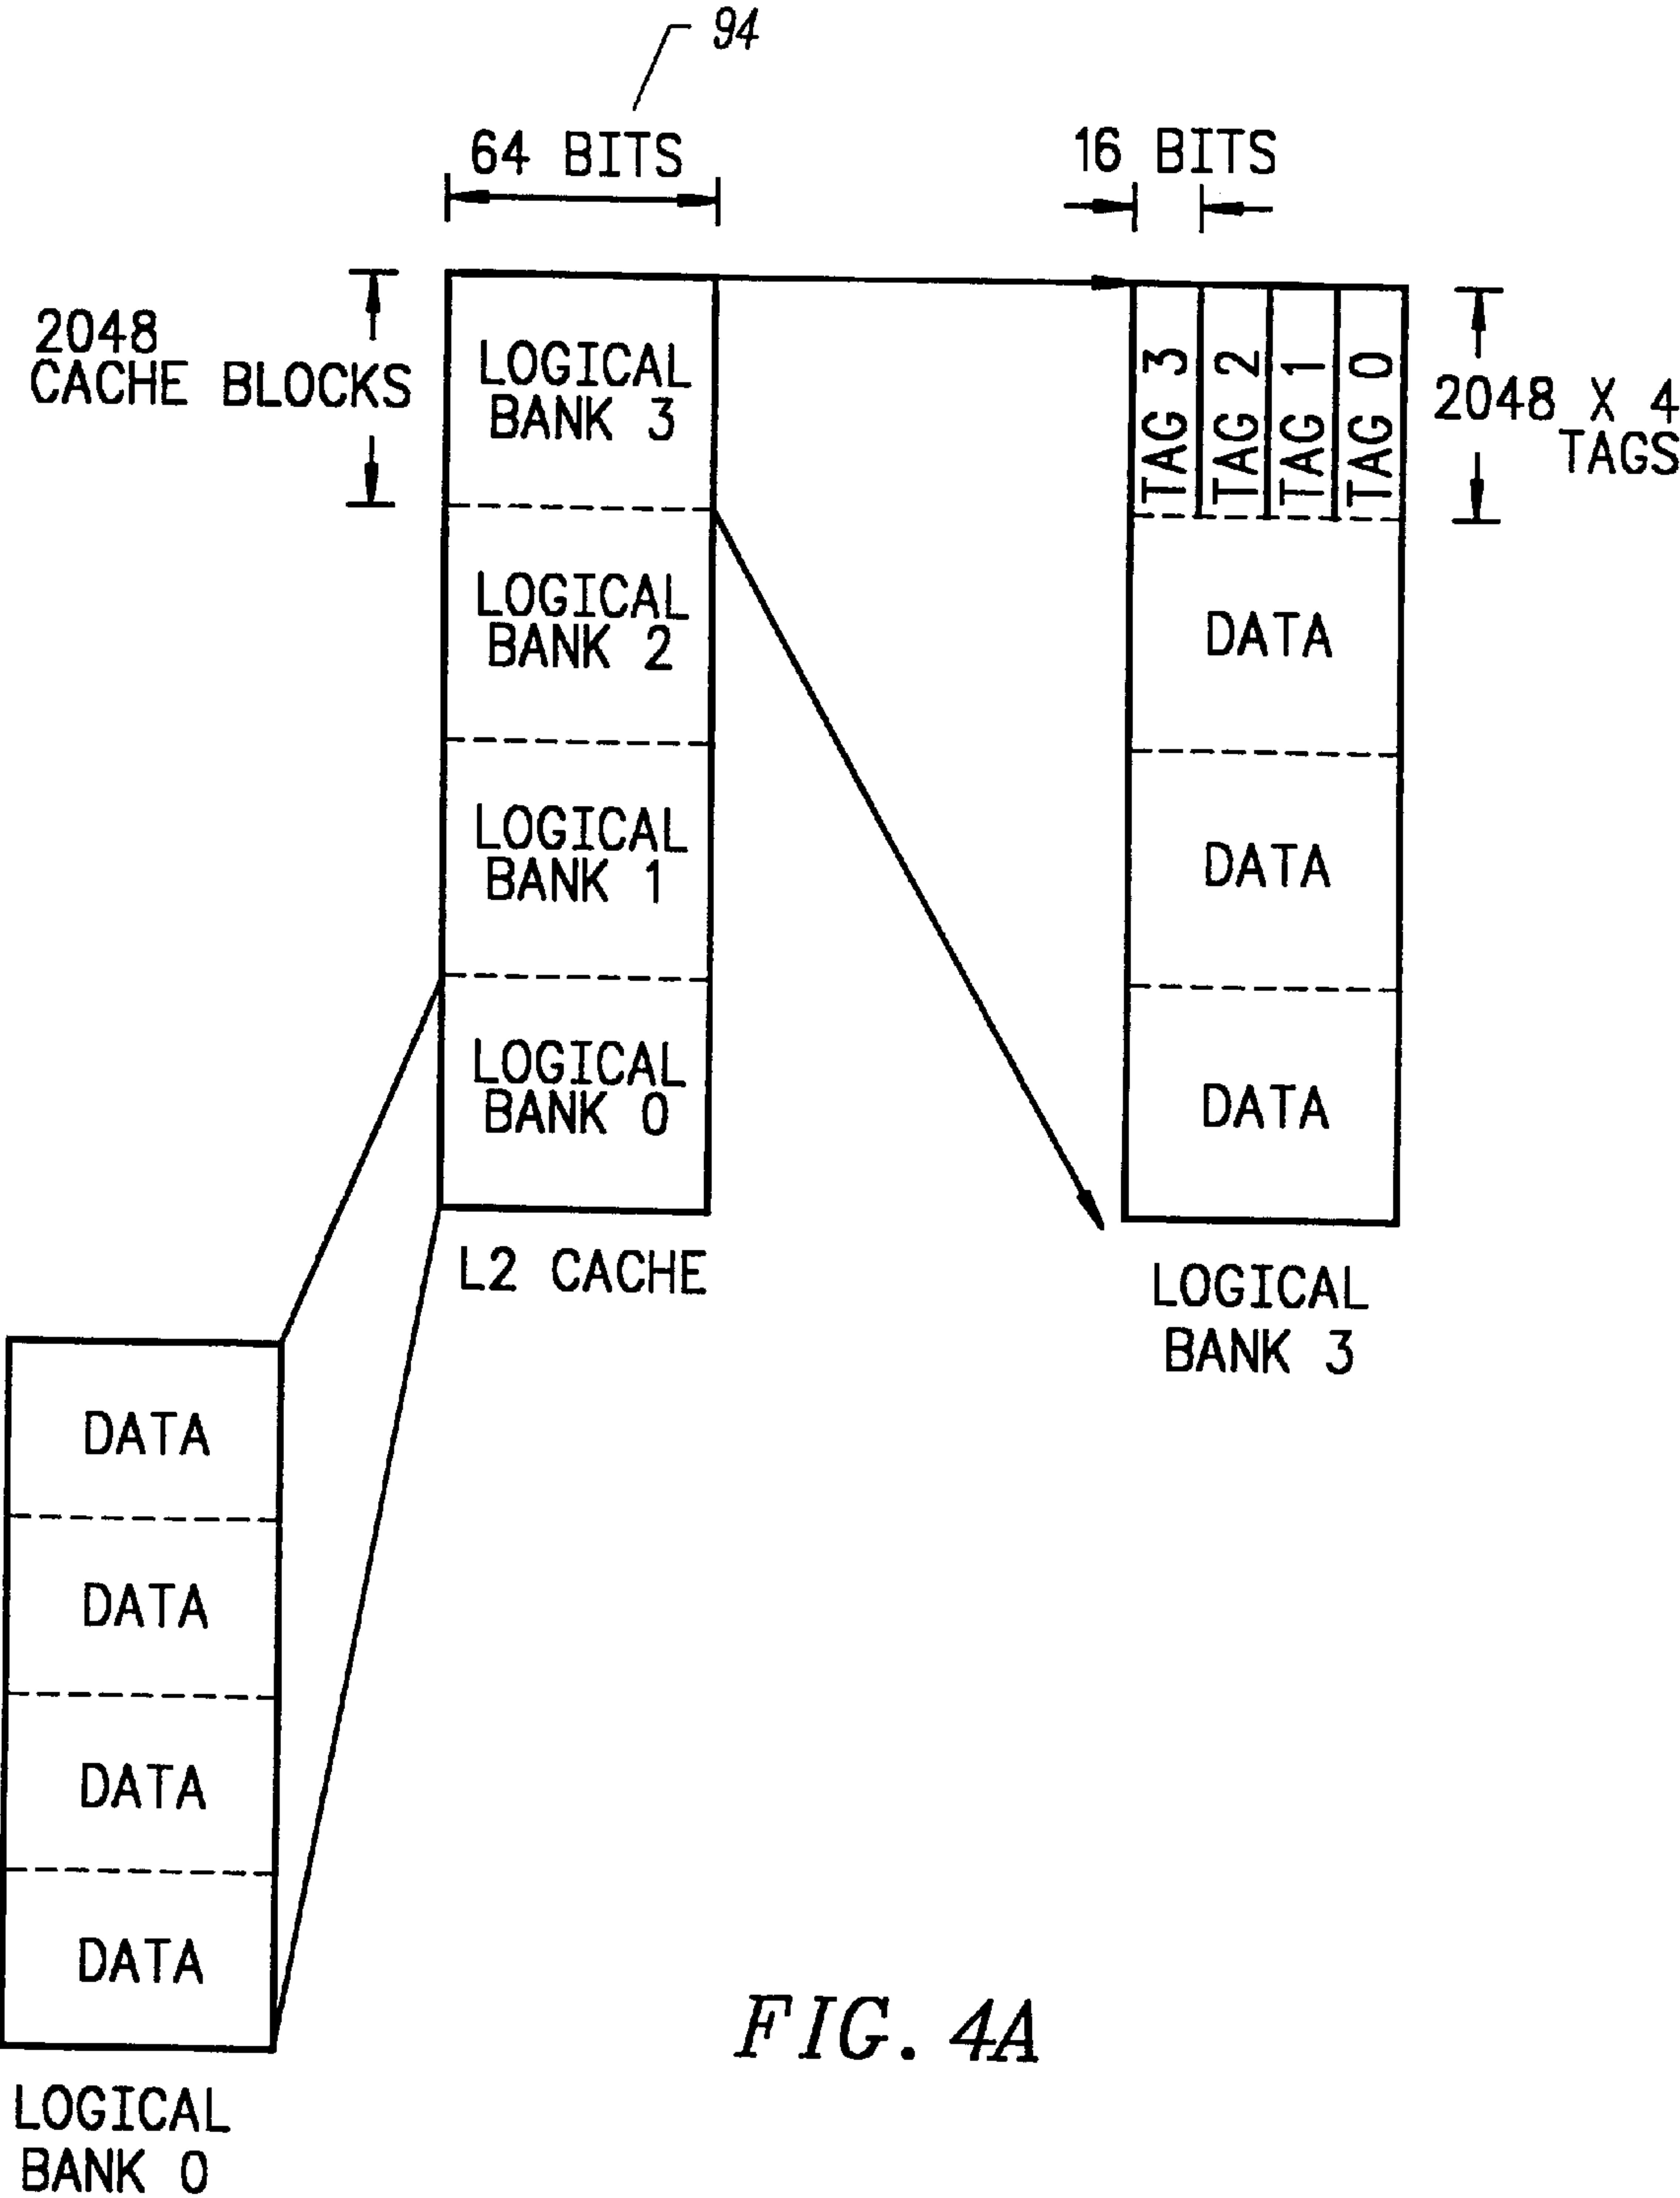 94
64 BITS
16 BITS
2048
CACHE BLOCKS
LOGICAL
BANK 3
LOGICAL
BANK 2
LOGICAL
BANK 1
LOGICAL
BANK 0
L2 CACHE
TAG 3
TAG 2
TAG 1
TAG 0
2048 X 4
TAGS
DATA
DATA
DATA
LOGICAL
BANK 3
DATA
DATA
DATA
DATA
LOGICAL
BANK 0
FIG. 4A